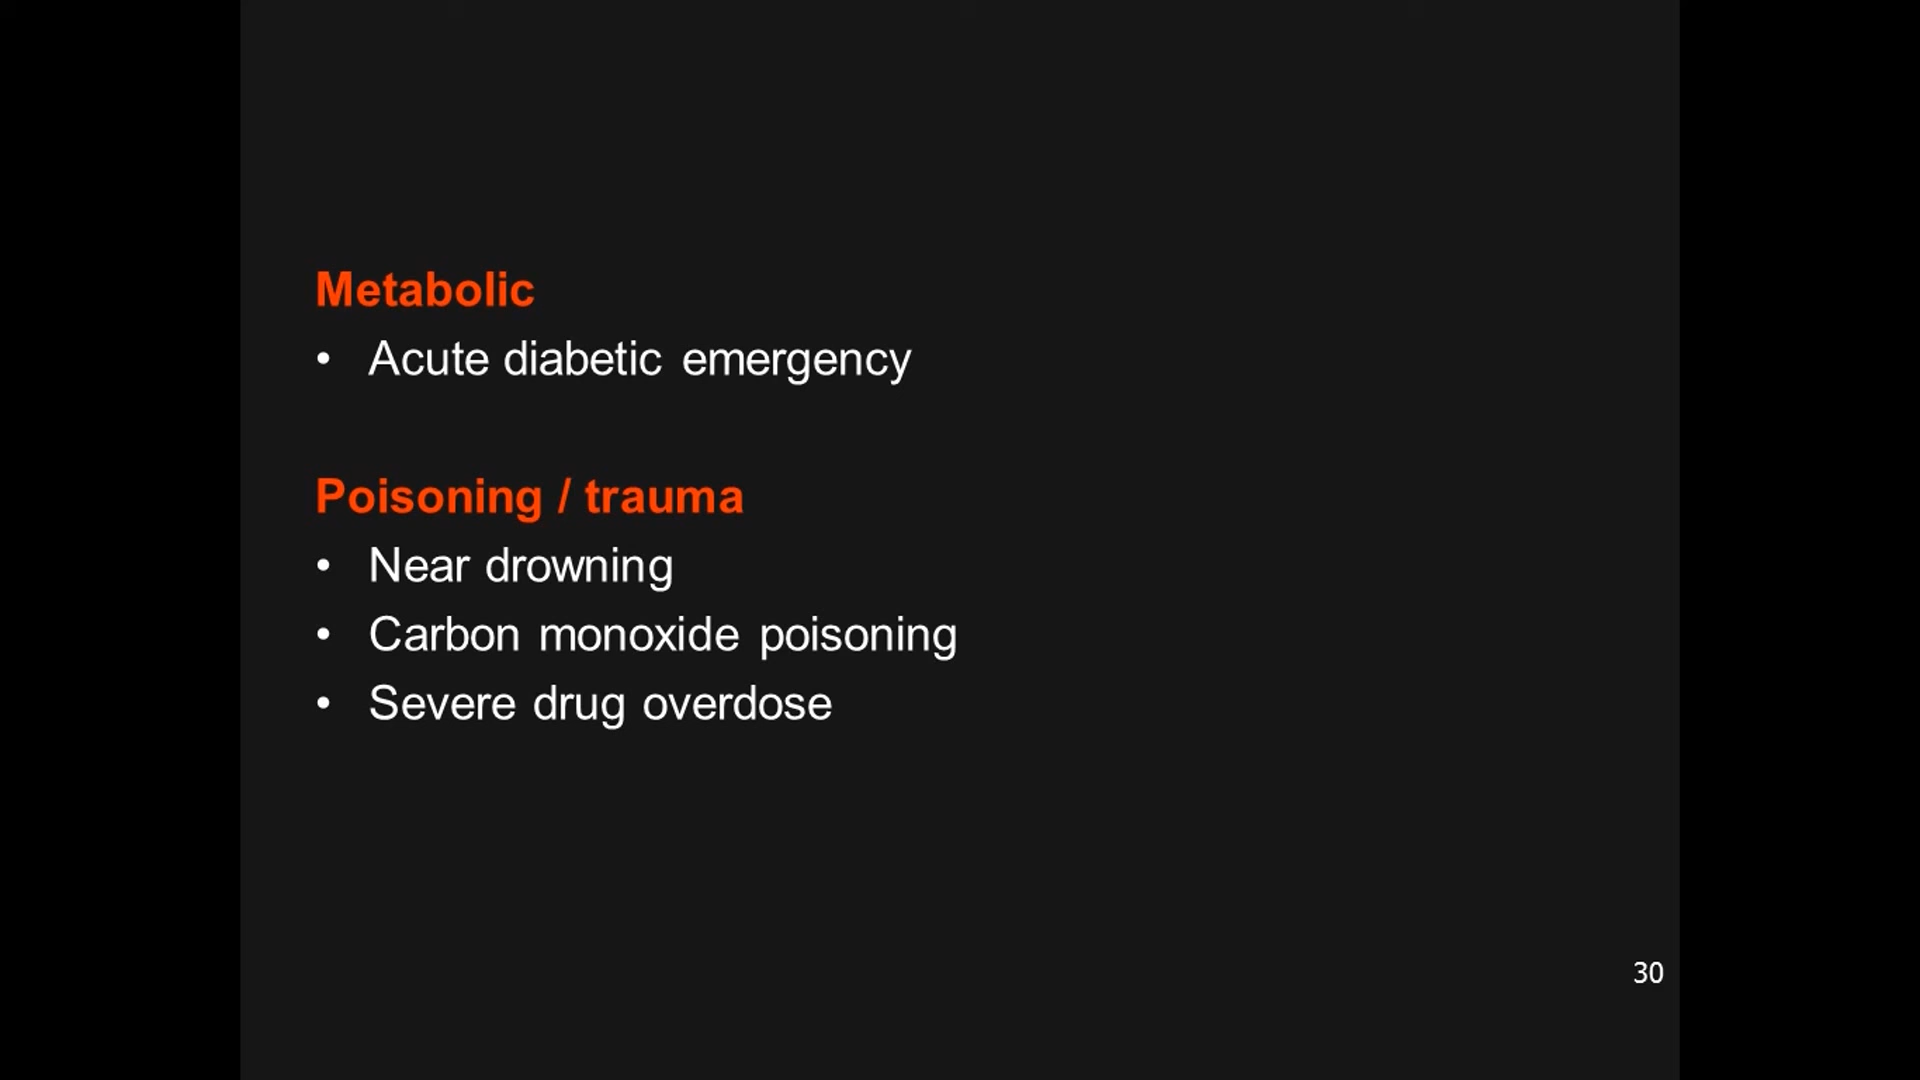 Metabolic
• Acute diabetic emergency
Poisoning / trauma
• Near drowning
• Carbon monoxide poisoning
• Severe drug overdose
30